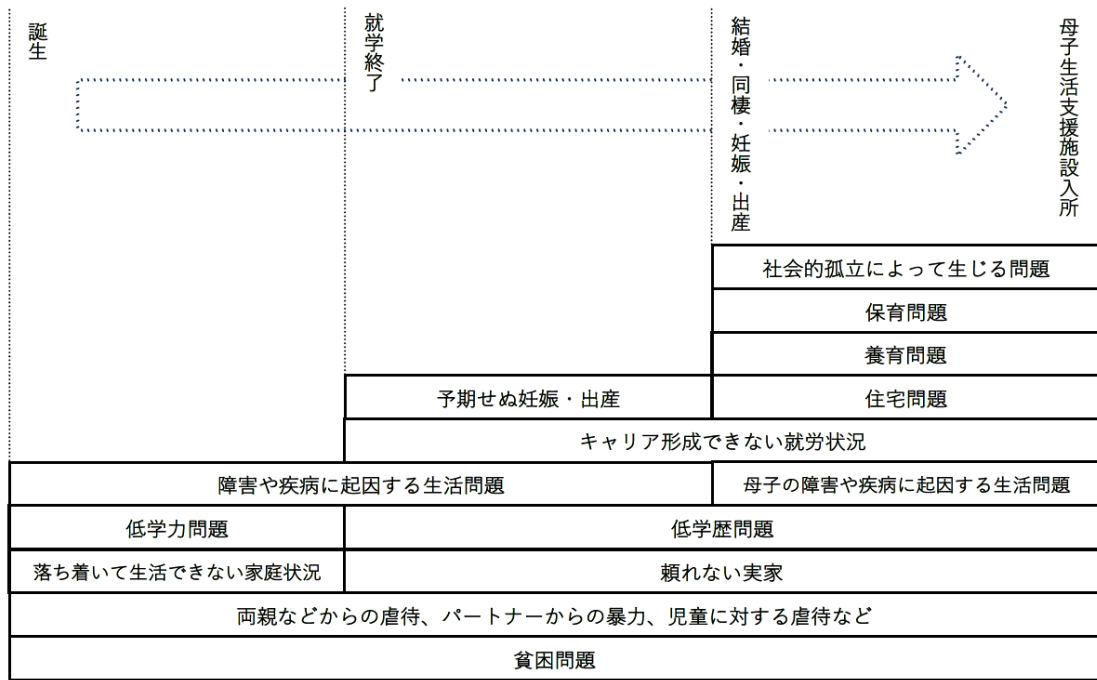 誕生
就学終了
結婚・同棲・妊娠・出産
母子生活支援施設入所
社会的孤立によって生じる問題
保育問題
養育問題
予期せぬ妊娠・出産
住宅問題
キャリア形成できない就労状況
障害や疾病に起因する生活問題
母子の障害や疾病に起因する生活問題
低学力問題
低学歴問題
落ち着いて生活できない家庭状況
頼れない実家
両親などからの虐待、パートナーからの暴力、児童に対する虐待など
貧困問題